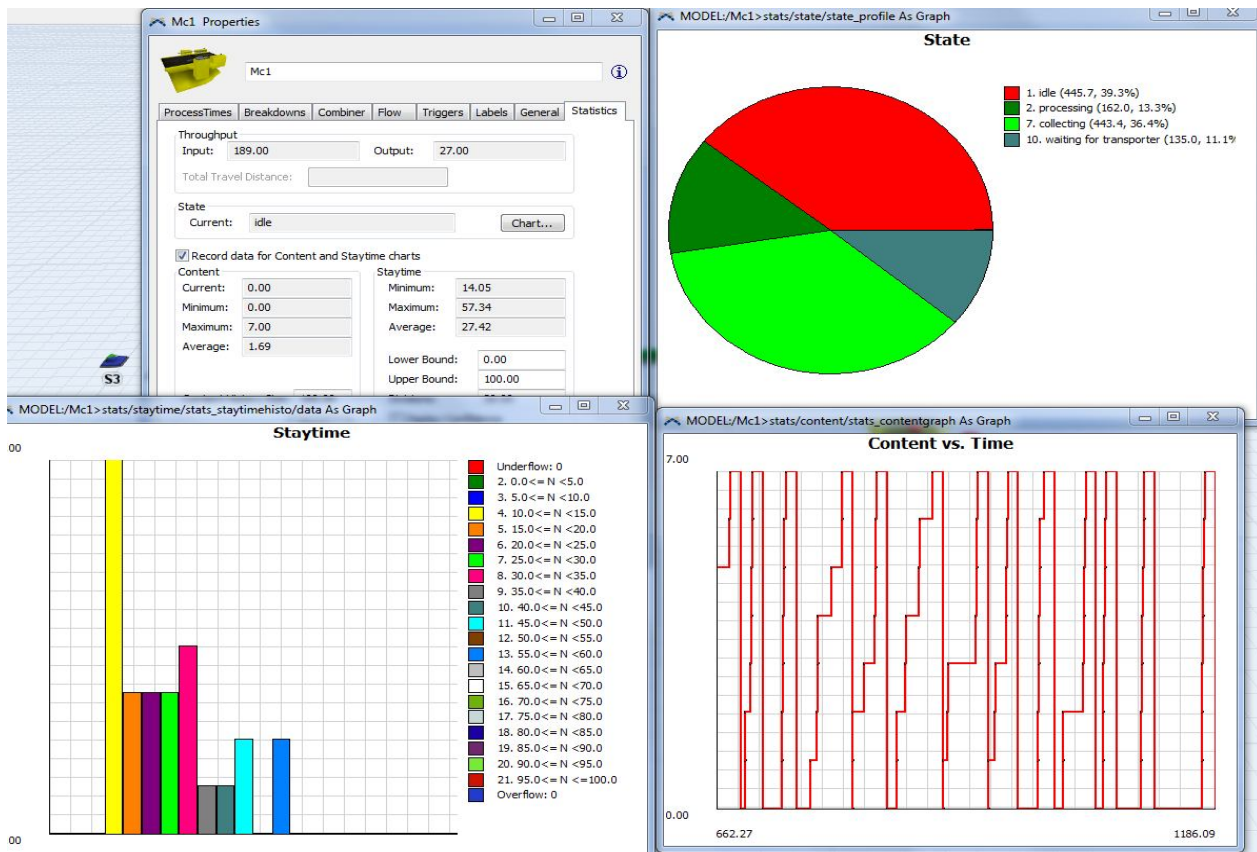 Mc1 Properties
Mc1
ProcessTimes Breakdowns Combiner Flow Triggers Labels General Statistics
Throughput
Input: 189.00 Output: 27.00
Total Travel Distance:
State
Current: idle Chart...
Record data for Content and Staytime charts
Content
Current: 0.00
Minimum: 0.00
Maximum: 7.00
Average: 1.69
Staytime
Minimum: 14.05
Maximum: 57.34
Average: 27.42
Lower Bound: 0.00
Upper Bound: 100.00
S3
MODEL:/Mc1>stats/state/state_profile As Graph
State
1. idle (445.7, 39.3%)
2. processing (162.0, 13.3%)
7. collecting (443.4, 36.4%)
10. waiting for transporter (135.0, 11.1%
MODEL:/Mc1>stats/staytime/stats_staytimehisto/data As Graph
Staytime
00
Underflow: 0
2. 0.0<= N <5.0
3. 5.0<= N <10.0
4. 10.0<= N <15.0
5. 15.0<= N <20.0
6. 20.0<= N <25.0
7. 25.0<= N <30.0
8. 30.0<= N <35.0
9. 35.0<= N <40.0
10. 40.0<= N <45.0
11. 45.0<= N <50.0
12. 50.0<= N <55.0
13. 55.0<= N <60.0
14. 60.0<= N <65.0
15. 65.0<= N <70.0
16. 70.0<= N <75.0
17. 75.0<= N <80.0
18. 80.0<= N <85.0
19. 85.0<= N <90.0
20. 90.0<= N <95.0
21. 95.0<= N <=100.0
Overflow: 0
00
MODEL:/Mc1>stats/content/stats_contentgraph As Graph
Content vs. Time
7.00
0.00
662.27 1186.09